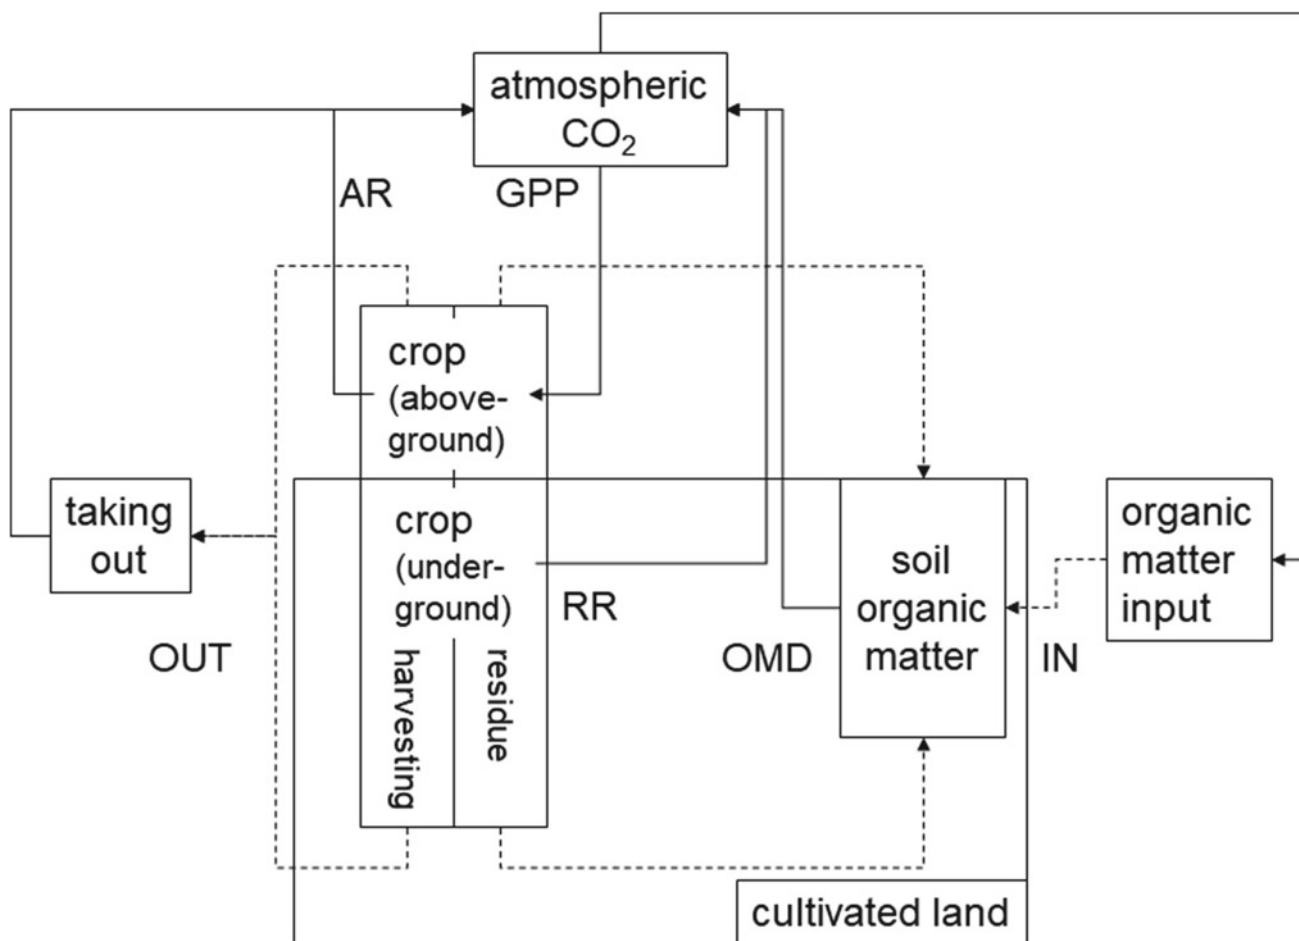 atmospheric
CO₂
AR
GPP
crop
(above-
ground)
taking
out
crop
(under-
ground)
RR
OUT
harvesting
residue
OMD
soil
organic
matter
IN
organic
matter
input
cultivated land